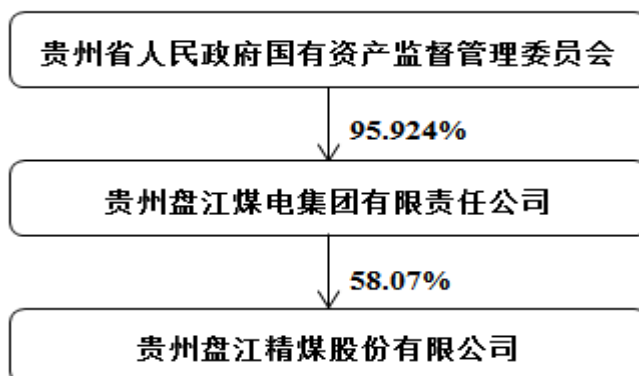 贵州省人民政府国有资产监督管理委员会
95.924%
贵州盘江煤电集团有限责任公司
58.07%
贵州盘江精煤股份有限公司